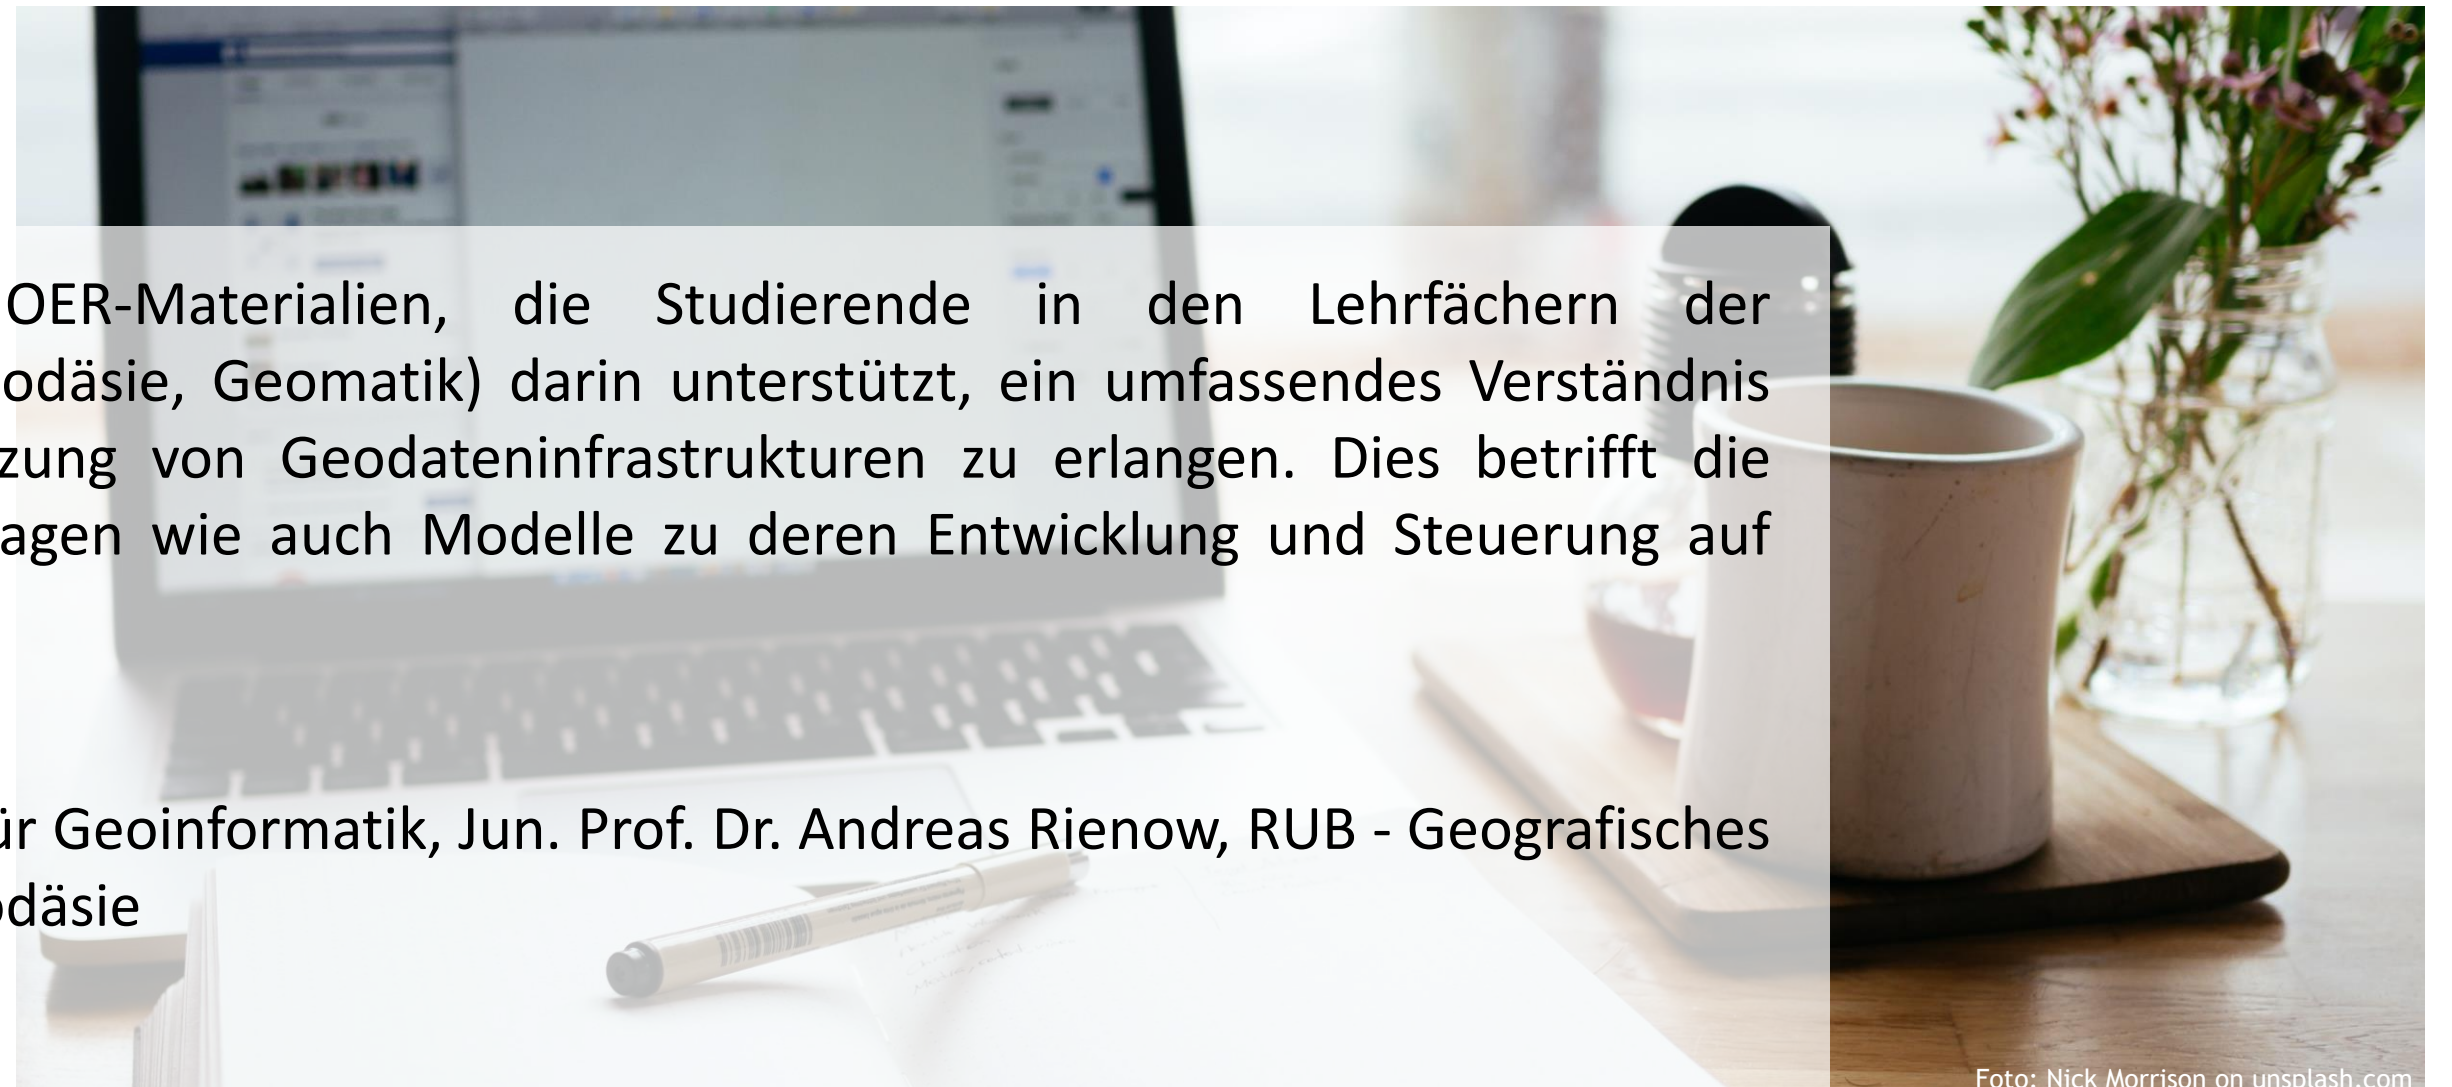 OER-Materialien, die Studierende in den Lehrfächern der
odäsie, Geomatik) darin unterstützt, ein umfassendes Verständnis
zung von Geodateninfrastrukturen zu erlangen. Dies betrifft die
agen wie auch Modelle zu deren Entwicklung und Steuerung auf
ür Geoinformatik, Jun. Prof. Dr. Andreas Rienow, RUB - Geografisches
odäsie
Foto: Nick Morrison on unsplash.com